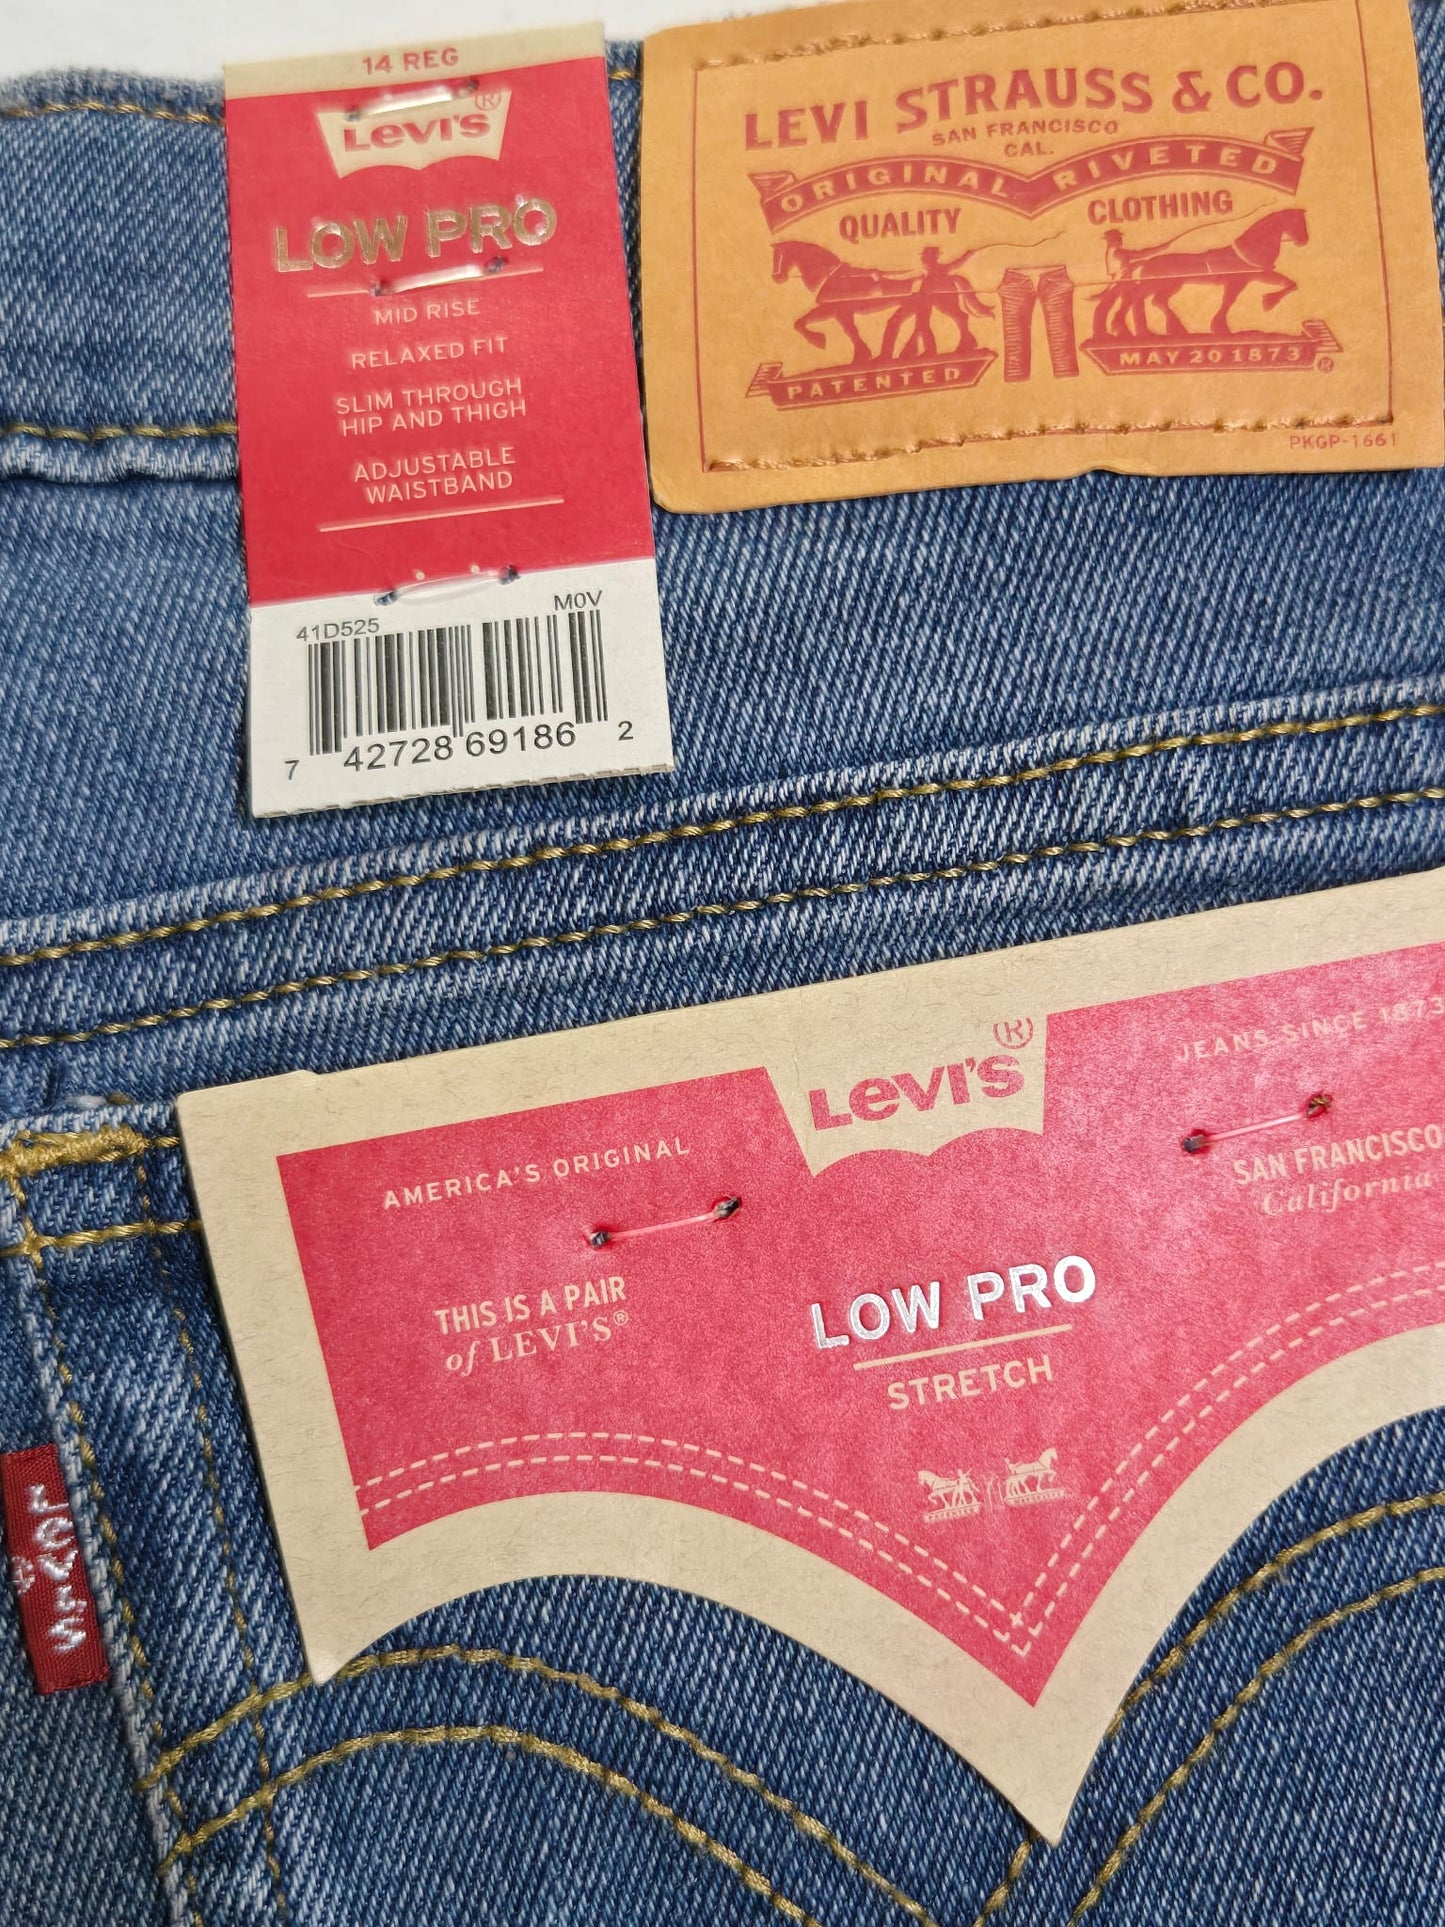 14 REG
Levi's®
LOW PRO
MID RISE
RELAXED FIT
SLIM THROUGH
HIP AND THIGH
ADJUSTABLE
WAISTBAND
41D525 M0V
7 42728 69186 2
LEVI STRAUSS & CO.
SAN FRANCISCO
CAL.
ORIGINAL RIVETED
QUALITY CLOTHING
PATENTED MAY 20 1873 ®
PKGP-1661
Levi's®
AMERICA'S ORIGINAL
JEANS SINCE 1873
SAN FRANCISCO
California
THIS IS A PAIR
of LEVI'S®
LOW PRO
STRETCH
LEVI'S®